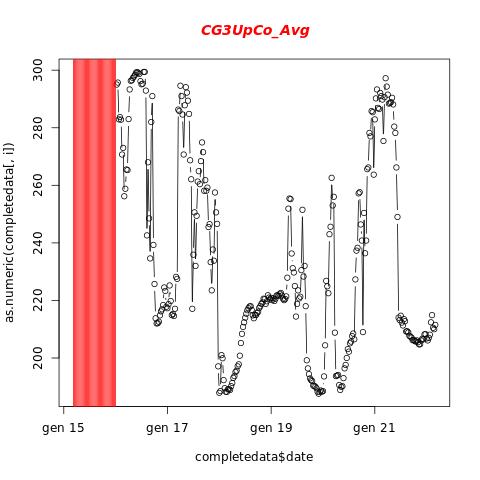 CG3UpCo_Avg
as.numeric(completedata[, i])
300
280
260
240
220
200
gen 15
gen 17
gen 19
gen 21
completedata$date